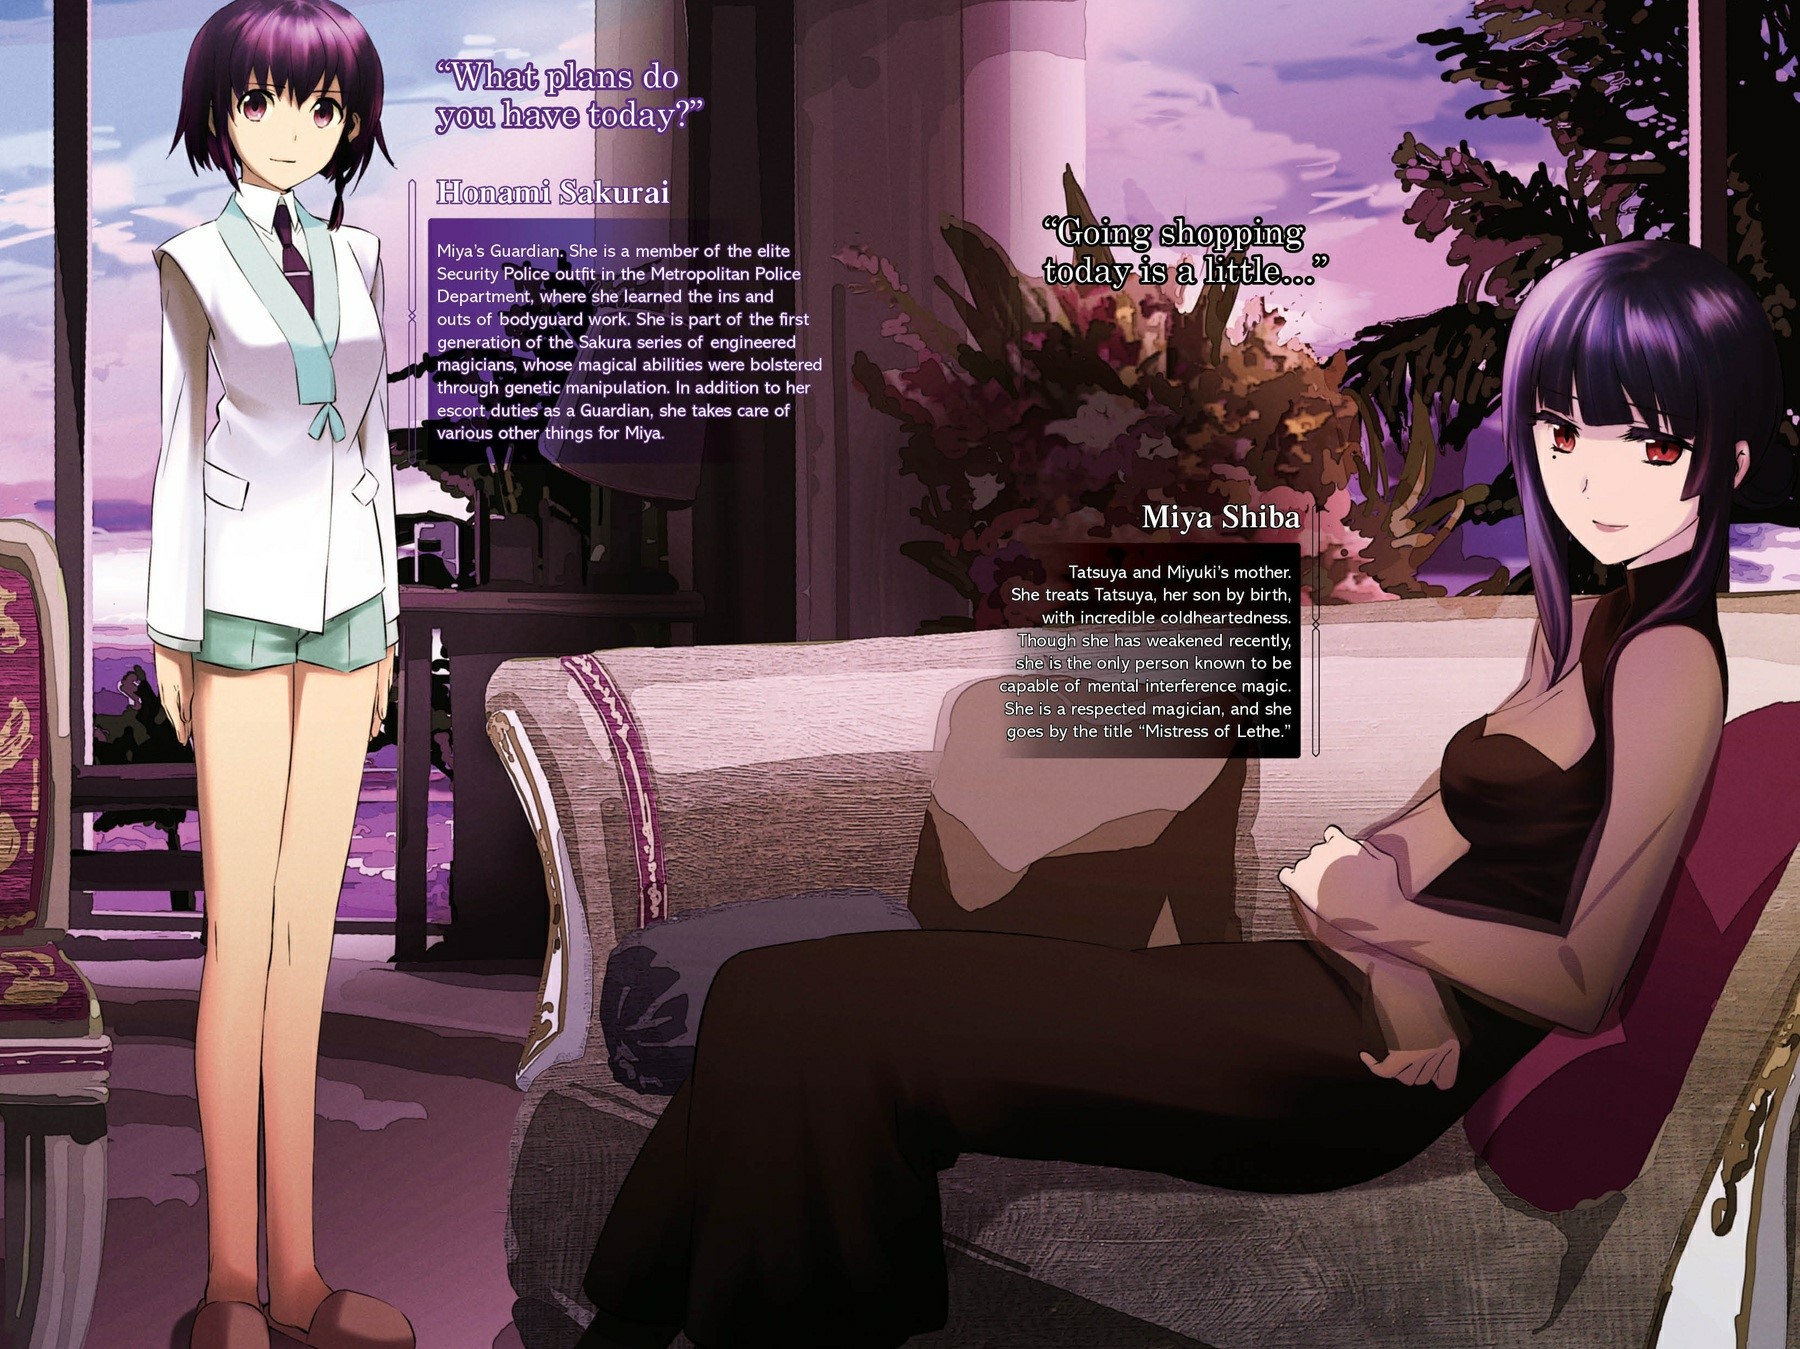 “What plans do
you have today?”
Honami Sakurai
Miya’s Guardian. She is a member of the elite
Security Police outfit in the Metropolitan Police
Department, where she learned the ins and
outs of bodyguard work. She is part of the first
generation of the Sakura series of engineered
magicians, whose magical abilities were bolstered
through genetic manipulation. In addition to her
escort duties as a Guardian, she takes care of
various other things for Miya.
“Going shopping
today is a little...”
Miya Shiba
Tatsuya and Miyuki’s mother.
She treats Tatsuya, her son by birth,
with incredible coldheartedness.
Though she has weakened recently,
she is the only person known to be
capable of mental interference magic.
She is a respected magician, and she
goes by the title “Mistress of Lethe.”